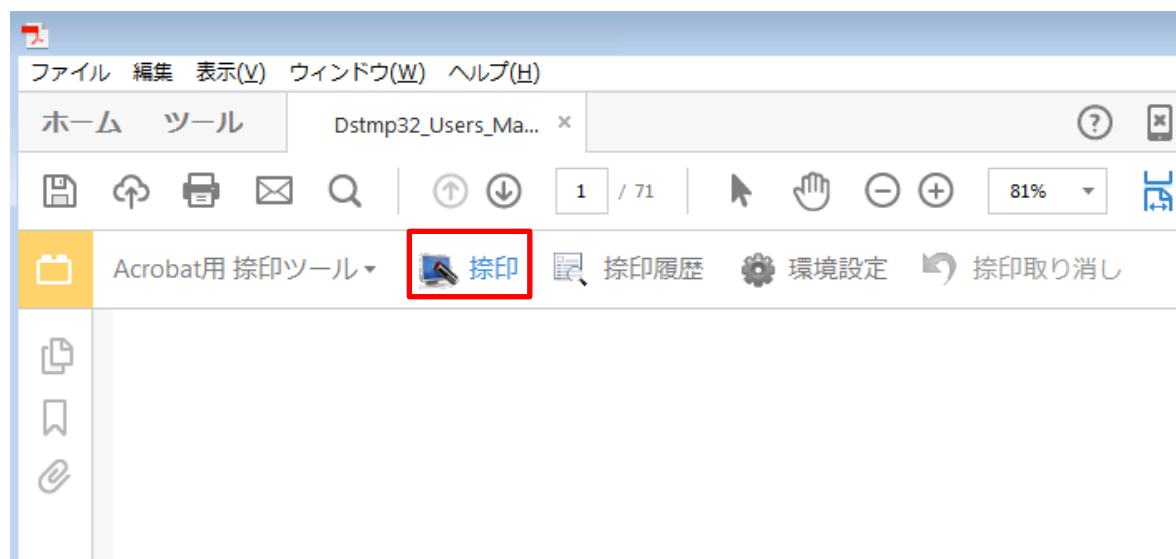 ファイル 編集 表示(V) ウィンドウ(W) ヘルプ(H)
ホーム ツール Dstmp32_Users_Ma... ×
1 / 71 81%
Acrobat用 捺印ツール 捺印 捺印履歴 環境設定 捺印取り消し